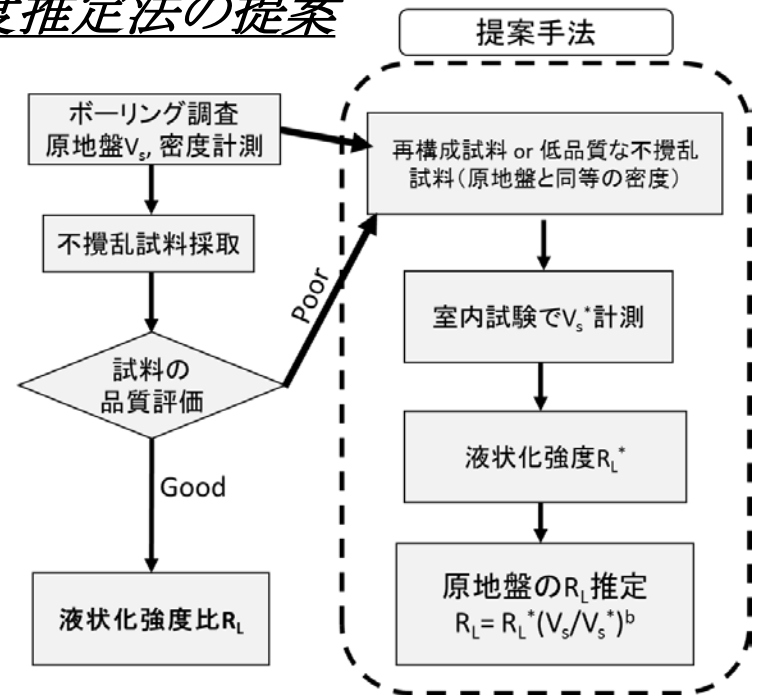 度推定法の提案
提案手法
ボーリング調査
原地盤Vs, 密度計測
再構成試料 or 低品質な不攪乱
試料(原地盤と同等の密度)
不攪乱試料採取
Poor
室内試験でVs*計測
試料の
品質評価
液状化強度RL*
Good
液状化強度比RL
原地盤のRL推定
RL= RL*(Vs/Vs*)b